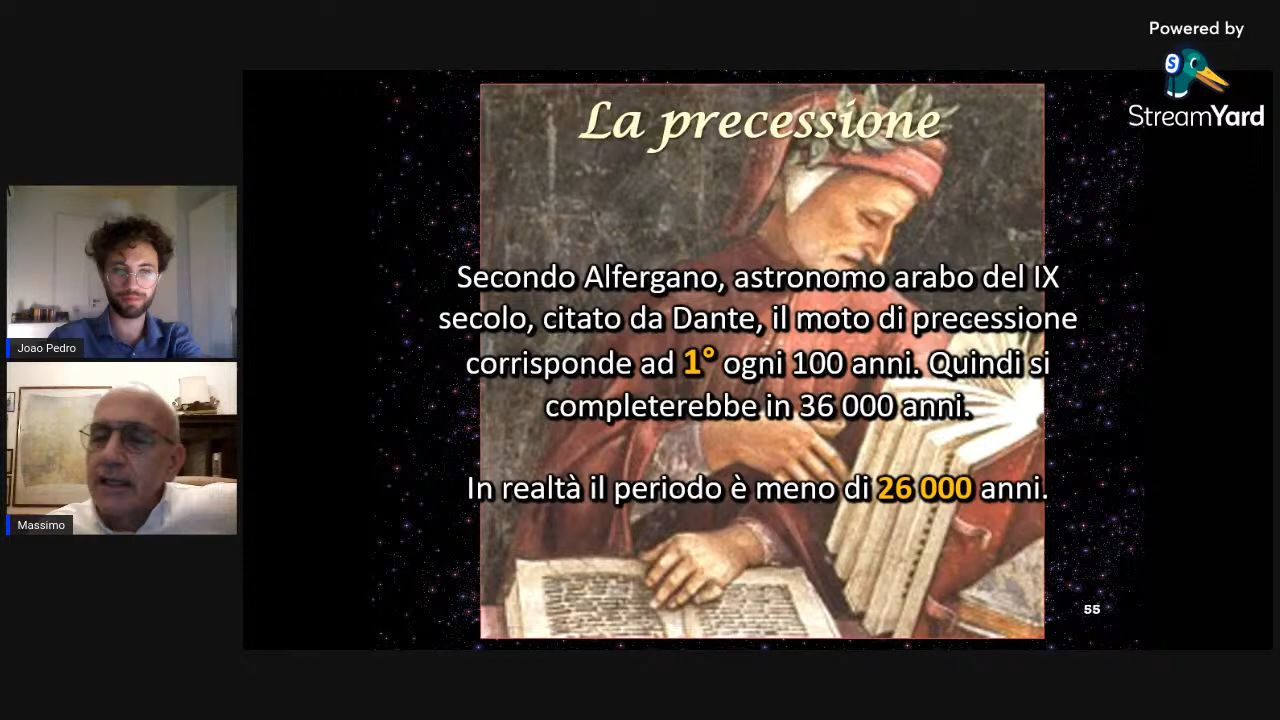 Powered by
StreamYard
La precessione
Secondo Alfergano, astronomo arabo del IX
secolo, citato da Dante, il moto di precessione
corrisponde ad 1° ogni 100 anni. Quindi si
completerebbe in 36 000 anni.
In realtà il periodo è meno di 26 000 anni.
55
Joao Pedro
Massimo